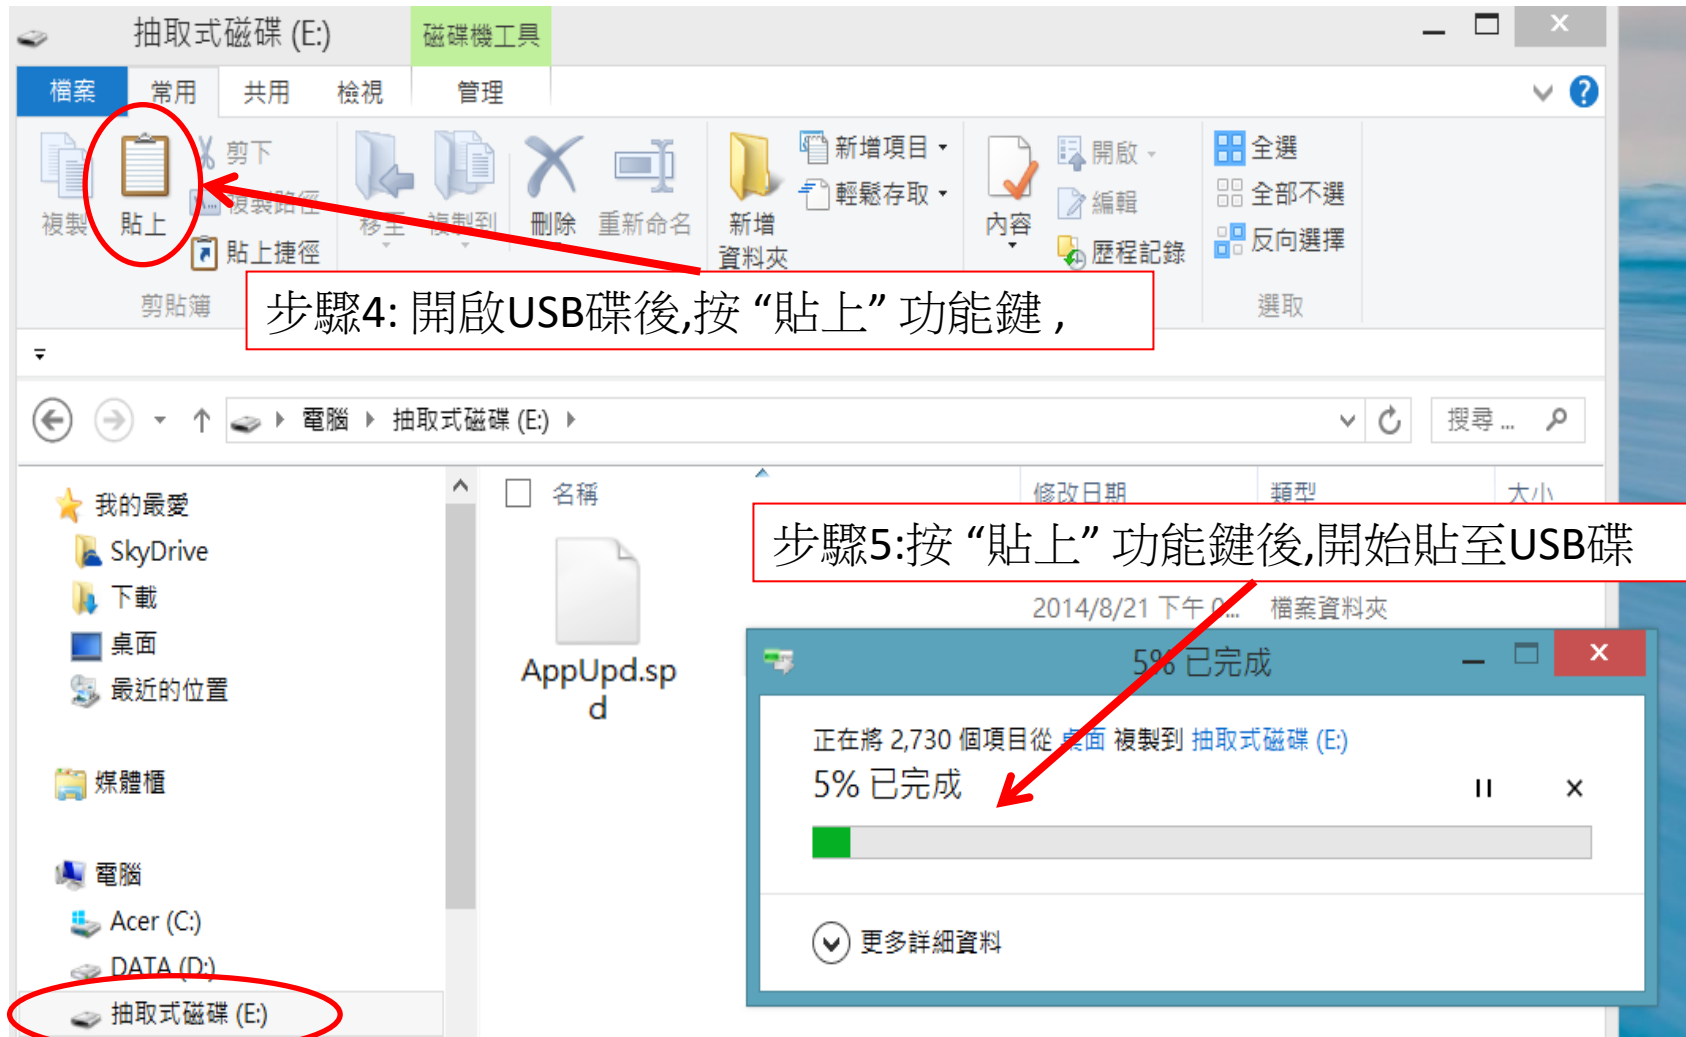 抽取式磁碟 (E:)
磁碟機工具
檔案 常用 共用 檢視 管理
複製
貼上
剪下
複製路徑
貼上捷徑
剪貼簿
移至
複製到
刪除
重新命名
新增
資料夾
新增項目
輕鬆存取
內容
開啟
編輯
歷程記錄
全選
全部不選
反向選擇
選取
步驟4: 開啟USB碟後,按 “貼上” 功能鍵 ,
電腦 抽取式磁碟 (E:)
搜尋 ...
我的最愛
SkyDrive
下載
桌面
最近的位置
媒體櫃
電腦
Acer (C:)
DATA (D:)
抽取式磁碟 (E:)
名稱 修改日期 類型 大小
步驟5:按 “貼上” 功能鍵後,開始貼至USB碟
2014/8/21 下午 0... 檔案資料夾
AppUpd.sp
d
5% 已完成
正在將 2,730 個項目從 桌面 複製到 抽取式磁碟 (E:)
5% 已完成
更多詳細資料